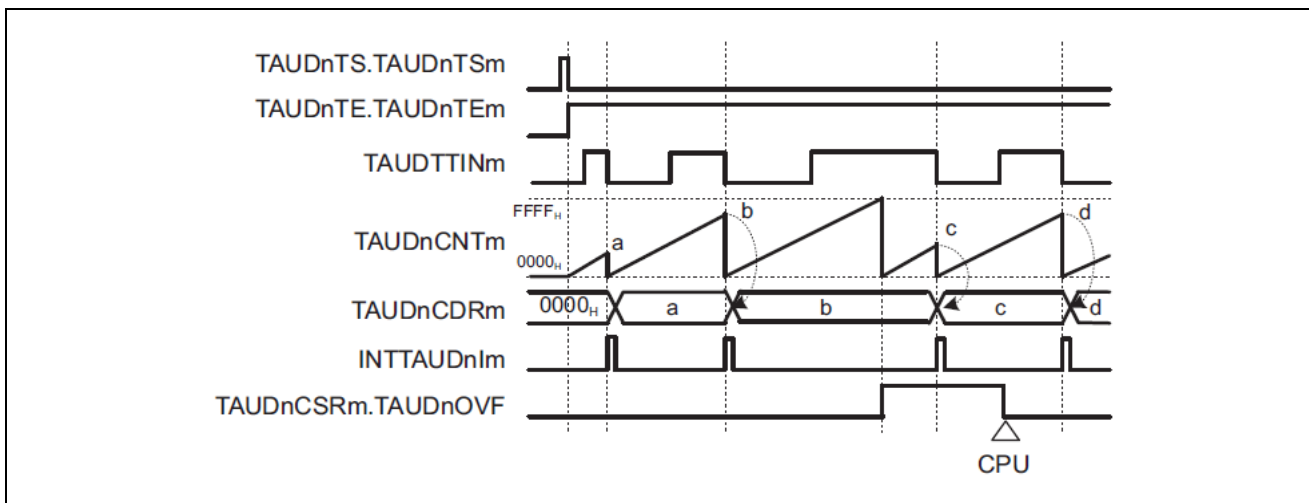 TAUDnTS.TAUDnTSm
TAUDnTE.TAUDnTEm
TAUDTTINm
FFFFH
b
c
d
a
TAUDnCNTm
0000H
TAUDnCDRm
0000H
a
b
c
d
INTTAUDnIm
TAUDnCSRm.TAUDnOVF
CPU